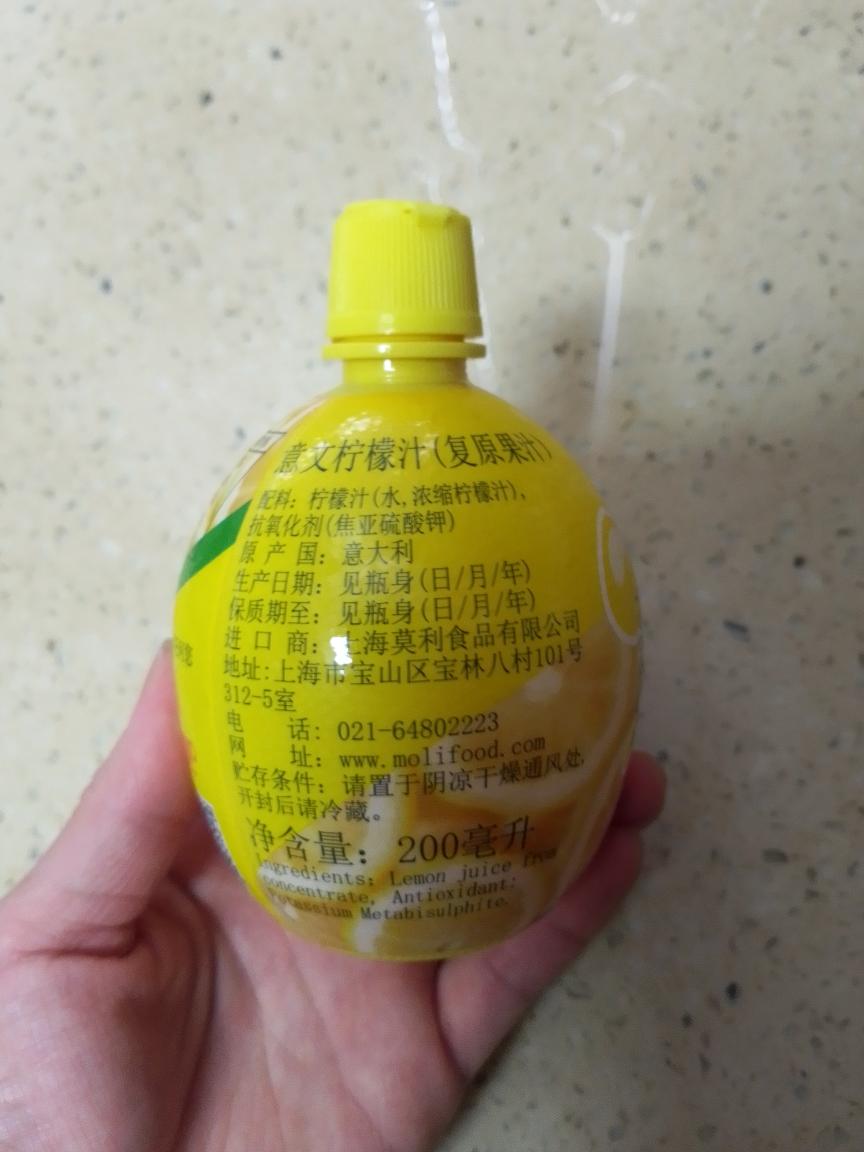 意文柠檬汁(复原果汁)
配料: 柠檬汁(水,浓缩柠檬汁),
抗氧化剂(焦亚硫酸钾)
原 产 国: 意大利
生产日期: 见瓶身(日/月/年)
保质期至: 见瓶身(日/月/年)
进 口 商: 上海莫利食品有限公司
地址:上海市宝山区宝林八村101号
312-5室
电 话: 021-64802223
网 址: www.molifood.com
贮存条件: 请置于阴凉干燥通风处,
开封后请冷藏。
净含量: 200毫升
Ingredients: Lemon juice from
concentrate, Antioxidant:
Potassium Metabisulphite.